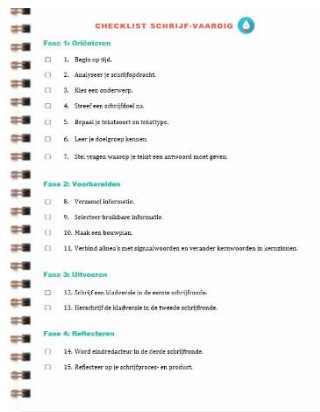 CHECKLIST SCHRIJF-VAARDIG
Fase 1: Oriënteren
1. Begin op tijd.
2. Analyseer je schrijfopdracht.
3. Kies een onderwerp.
4. Streef een schrijfdoel na.
5. Bepaal je tekstsoort en teksttype.
6. Leer je doelgroep kennen.
7. Stel vragen waarop je tekst een antwoord moet geven.
Fase 2: Voorbereiden
8. Verzamel informatie.
9. Selecteer bruikbare informatie.
10. Maak een bouwplan.
11. Verbind alinea's met signaalwoorden en verander kernwoorden in kernzinnen.
Fase 3: Uitvoeren
12. Schrijf een kladversie in de eerste schrijfronde.
13. Herschrijf de kladversie in de tweede schrijfronde.
Fase 4: Reflecteren
14. Word eindredacteur in de derde schrijfronde.
15. Reflecteer op je schrijfproces- en product.